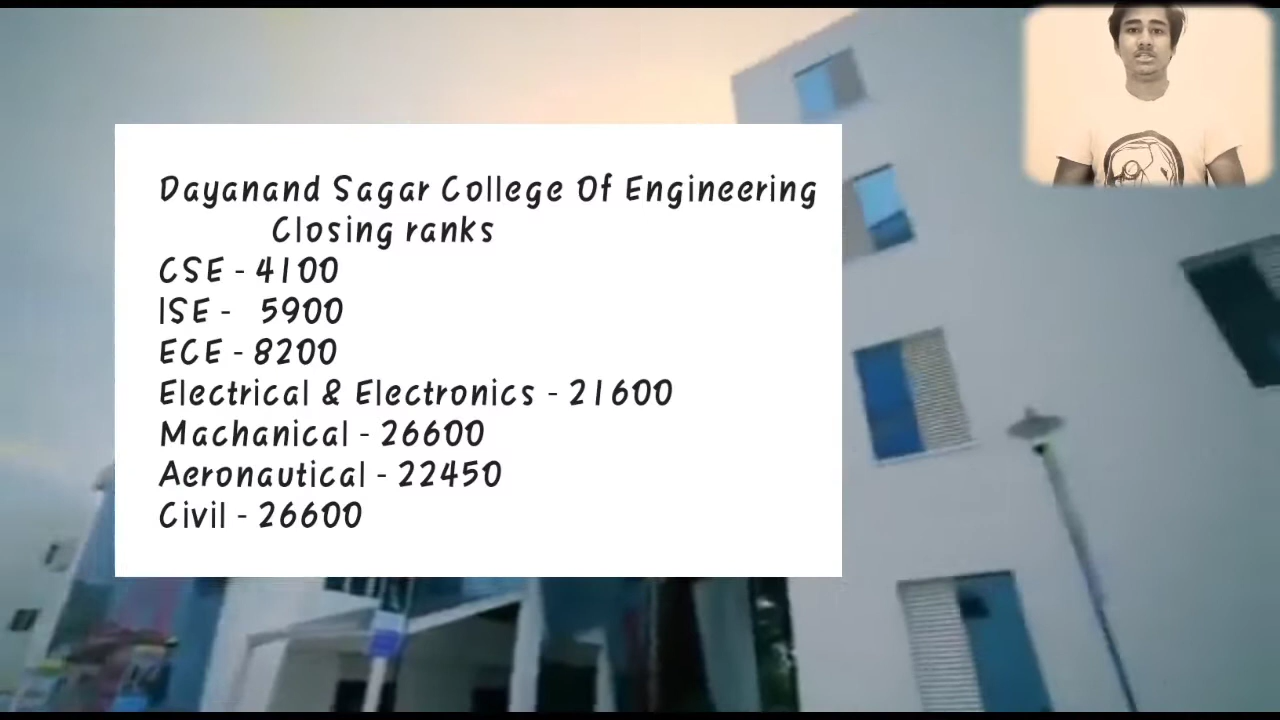 Dayanand Sagar College Of Engineering
Closing ranks
CSE - 4100
ISE - 5900
ECE - 8200
Electrical & Electronics - 21600
Machanical - 26600
Aeronautical - 22450
Civil - 26600